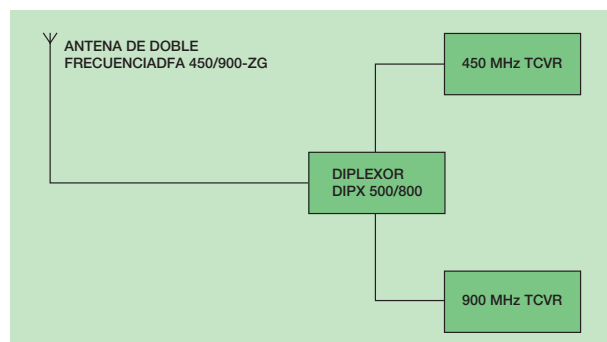 ANTENA DE DOBLE
FRECUENCIADFA 450/900-ZG
450 MHz TCVR
DIPLEXOR
DIPX 500/800
900 MHz TCVR